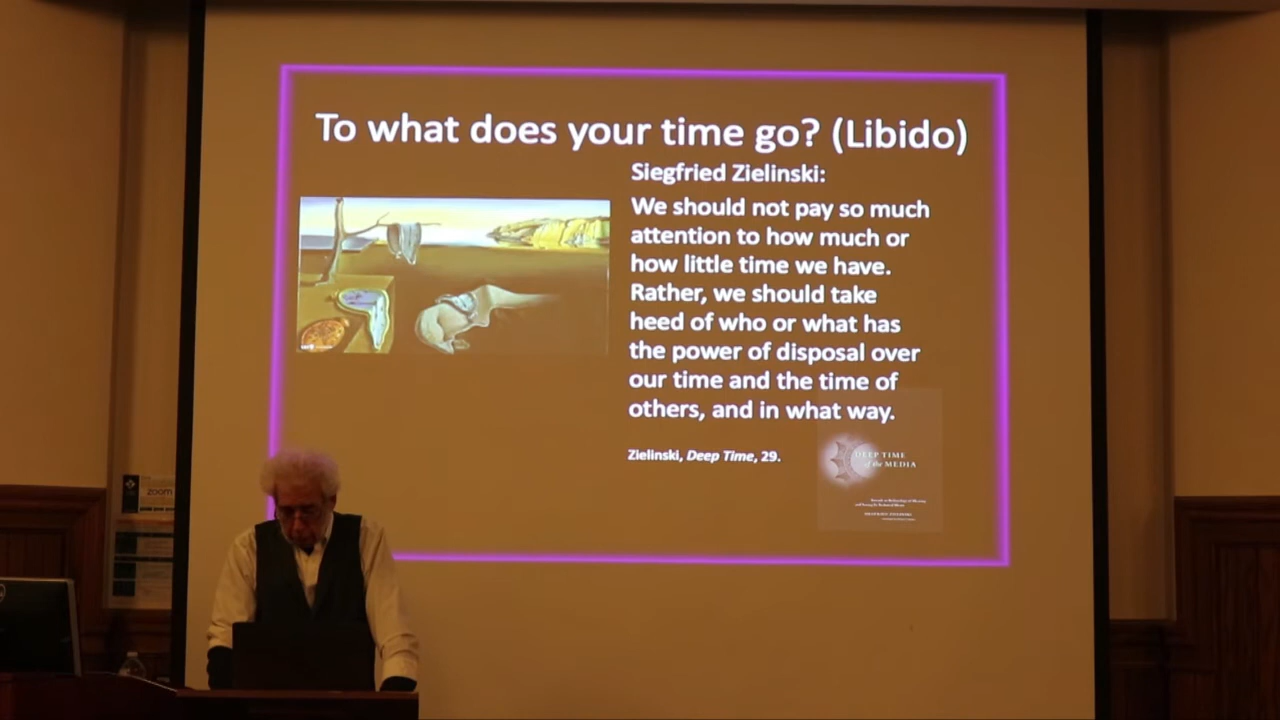 To what does your time go? (Libido)
Siegfried Zielinski:
We should not pay so much
attention to how much or
how little time we have.
Rather, we should take
heed of who or what has
the power of disposal over
our time and the time of
others, and in what way.
Zielinski, Deep Time, 29.
DEEP TIME
of the MEDIA
zoom